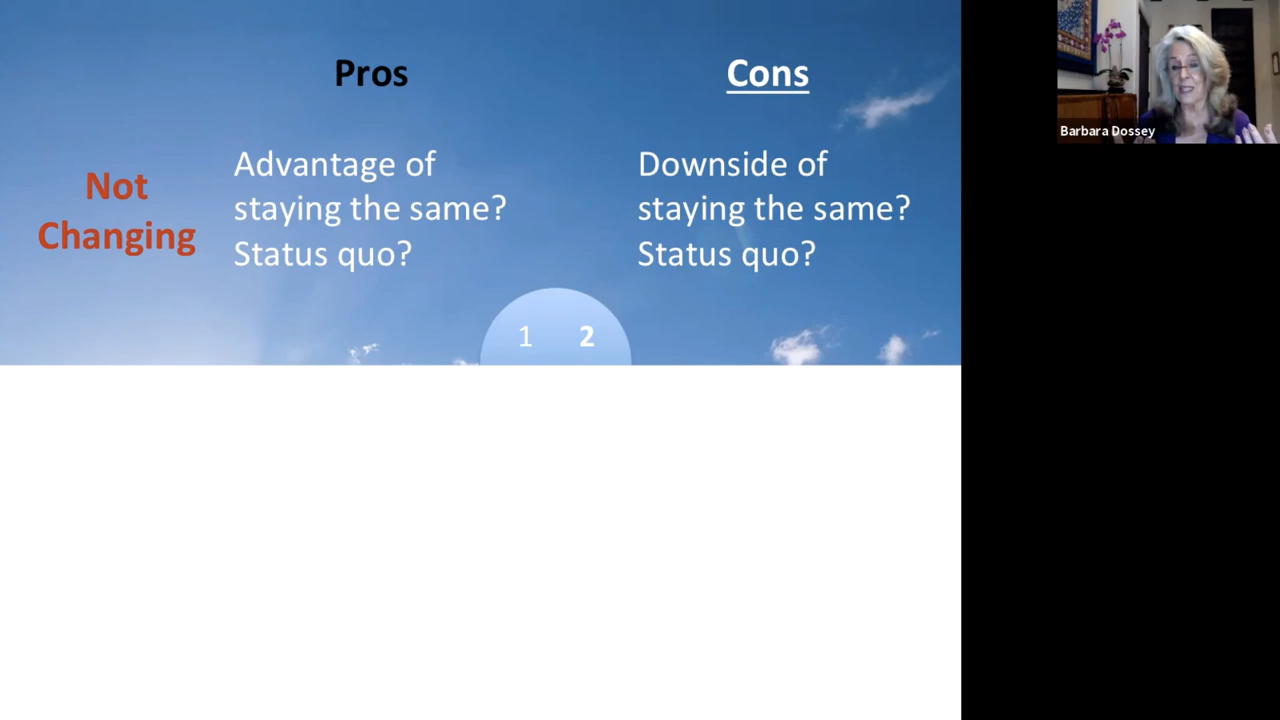 Pros
Cons
Not
Changing
Advantage of
staying the same?
Status quo?
Downside of
staying the same?
Status quo?
1 2
Barbara Dossey